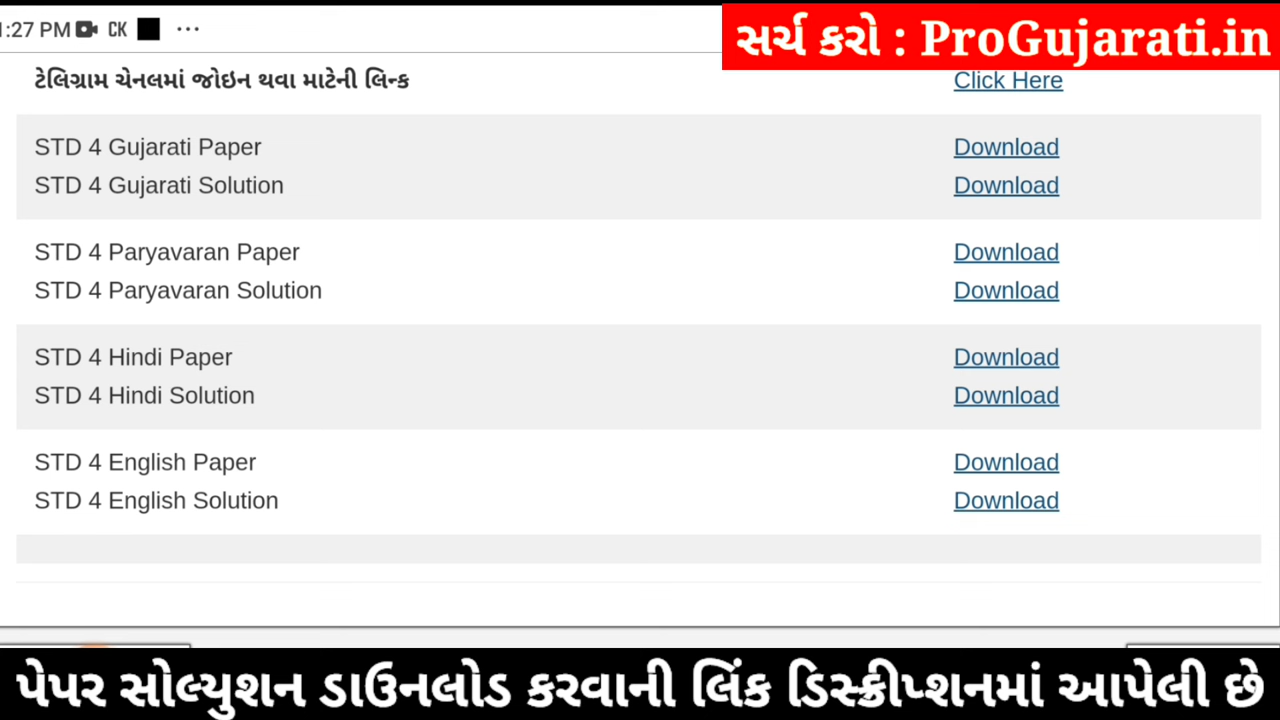 1:27 PM CK ...
સર્ચ કરો : ProGujarati.in
ટેલિગ્રામ ચેનલમાં જોઇન થવા માટેની લિન્ક Click Here
STD 4 Gujarati Paper Download
STD 4 Gujarati Solution Download
STD 4 Paryavaran Paper Download
STD 4 Paryavaran Solution Download
STD 4 Hindi Paper Download
STD 4 Hindi Solution Download
STD 4 English Paper Download
STD 4 English Solution Download
પેપર સોલ્યુશન ડાઉનલોડ કરવાની લિંક ડિસ્ક્રીપ્શનમાં આપેલી છે